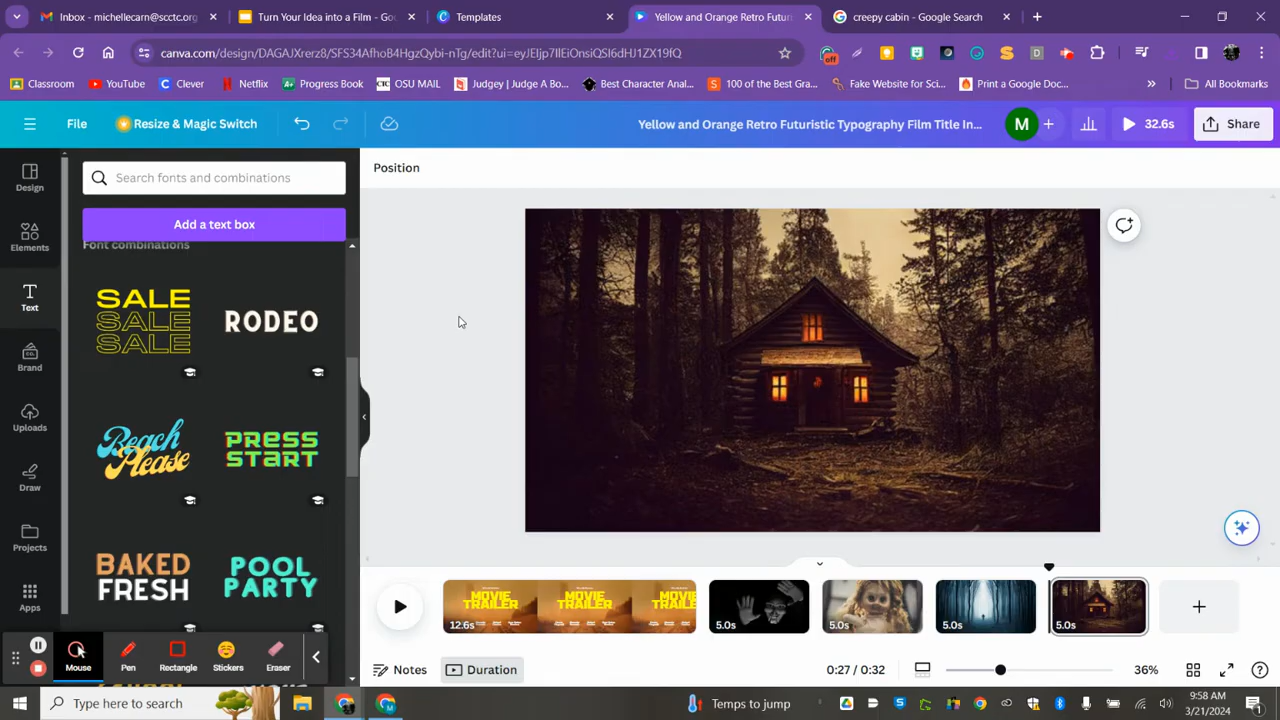 Inbox - michellecarn@scctc.org
Turn Your Idea into a Film - Go
Templates
Yellow and Orange Retro Futuris
creepy cabin - Google Search
canva.com/design/DAGAJXrerz8/SFS34AfhoB4HgzQybi-nTg/edit?ui=eyJEIjp7IlEiOnsiQSI6dHJ1ZX19fQ
off
Classroom
YouTube
Clever
Netflix
Progress Book
OSU MAIL
Judgey | Judge A Bo...
Best Character Anal...
100 of the Best Gra...
Fake Website for Sci...
Print a Google Doc...
All Bookmarks
File
Resize & Magic Switch
Yellow and Orange Retro Futuristic Typography Film Title In...
M
32.6s
Share
Design
Elements
Text
Brand
Uploads
Draw
Projects
Apps
Search fonts and combinations
Add a text box
Font combinations
SALE
SALE
SALE
RODEO
Beach
Please
PRESS
START
BAKED
FRESH
POOL
PARTY
Position
MOVIE
TRAILER
MOVIE
TRAILER
MOVIE
12.6s
5.0s
5.0s
5.0s
5.0s
Mouse
Pen
Rectangle
Stickers
Eraser
Notes
Duration
0:27 / 0:32
36%
Type here to search
Temps to jump
9:58 AM
3/21/2024